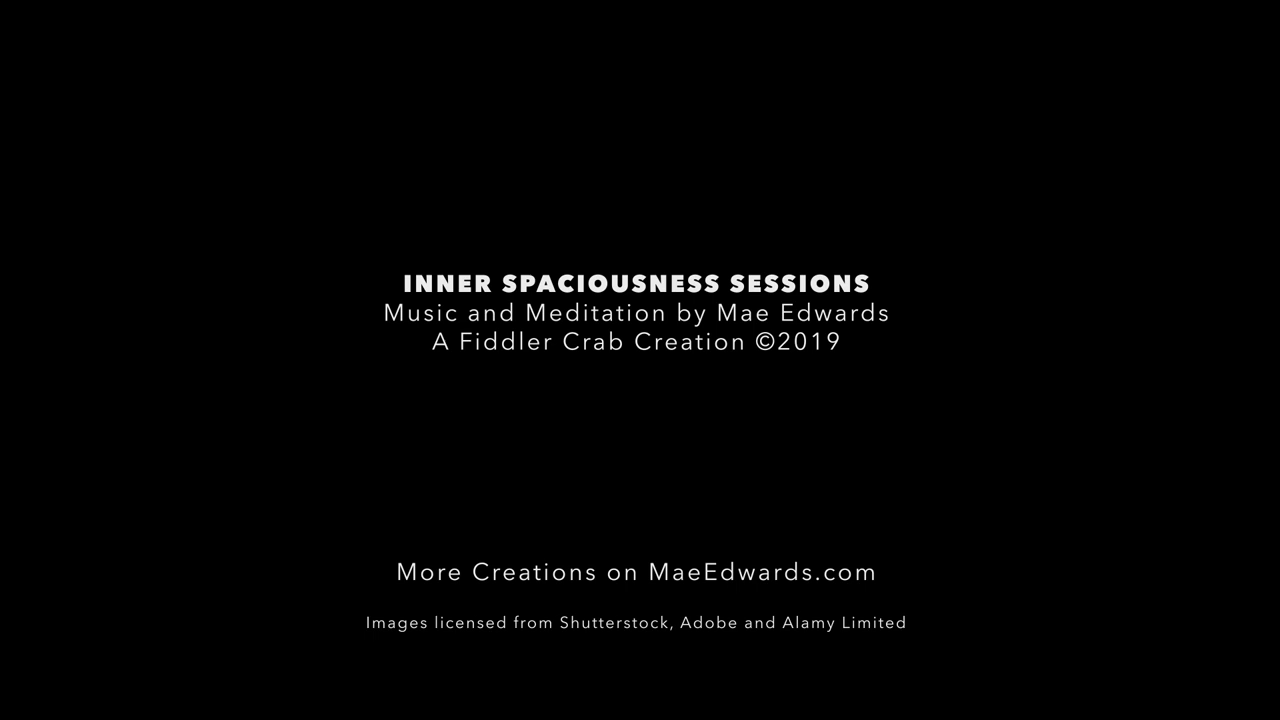 INNER SPACIOUSNESS SESSIONS
Music and Meditation by Mae Edwards
A Fiddler Crab Creation ©2019
More Creations on MaeEdwards.com
Images licensed from Shutterstock, Adobe and Alamy Limited